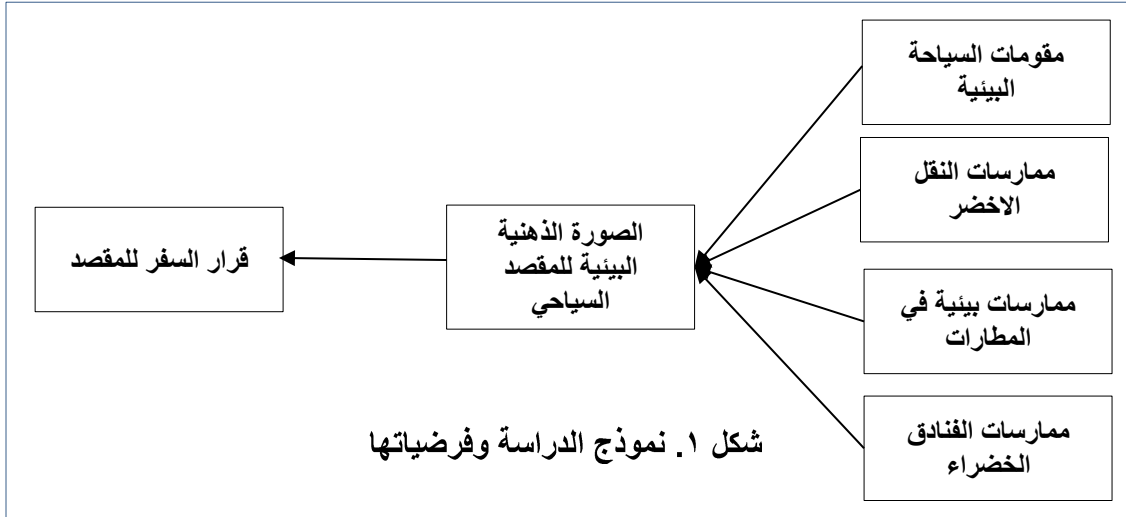 مقومات السياحة
البيئية
ممارسات النقل
الاخضر
ممارسات بيئية في
المطارات
ممارسات الفنادق
الخضراء
الصورة الذهنية
البيئية للمقصد
السياحي
قرار السفر للمقصد
شكل ١. نموذج الدراسة وفرضياتها